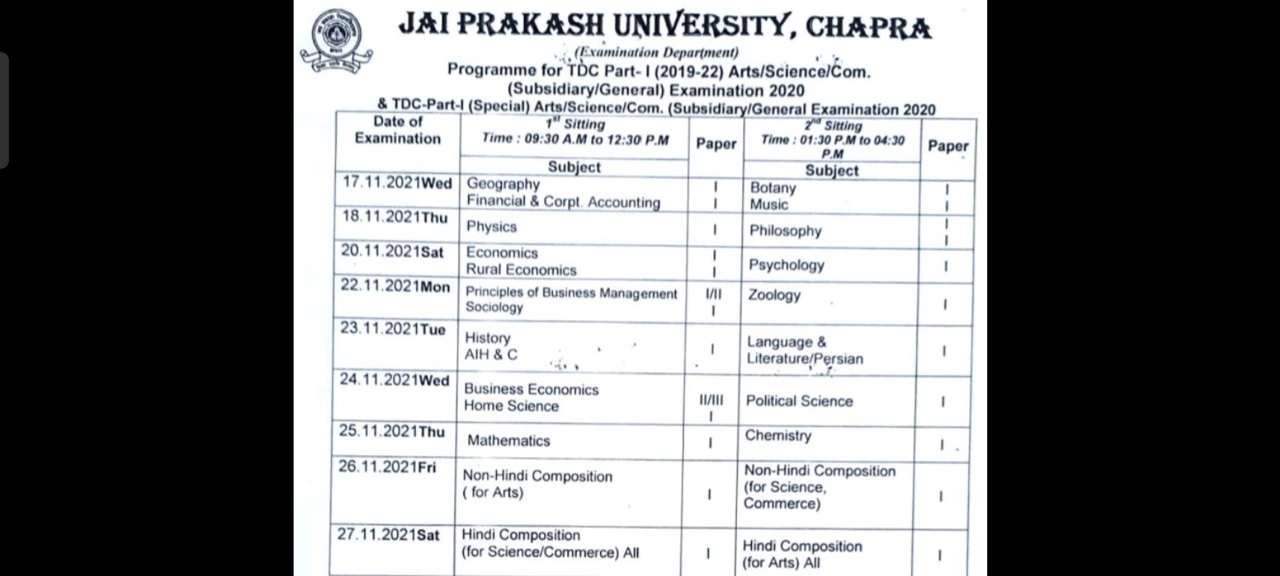 JAI PRAKASH UNIVERSITY, CHAPRA
(Examination Department)
Programme for TDC Part- I (2019-22) Arts/Science/Com.
(Subsidiary/General) Examination 2020
& TDC-Part-I (Special) Arts/Science/Com. (Subsidiary/General Examination 2020
Date of Examination
1st Sitting
Time : 09:30 A.M to 12:30 P.M
Subject
Paper
2nd Sitting
Time : 01:30 P.M to 04:30
P.M
Subject
Paper
17.11.2021Wed Geography I Botany I
Financial & Corpt. Accounting I Music I
18.11.2021Thu Physics I Philosophy I
I
20.11.2021Sat Economics I Psychology I
Rural Economics I
22.11.2021Mon Principles of Business Management I/II Zoology I
Sociology I
23.11.2021Tue History I Language & I
AIH & C Literature/Persian
24.11.2021Wed Business Economics II/III Political Science I
Home Science I
25.11.2021Thu Mathematics I Chemistry I
26.11.2021Fri Non-Hindi Composition I Non-Hindi Composition I
( for Arts) (for Science,
Commerce)
27.11.2021Sat Hindi Composition I Hindi Composition I
(for Science/Commerce) All (for Arts) All